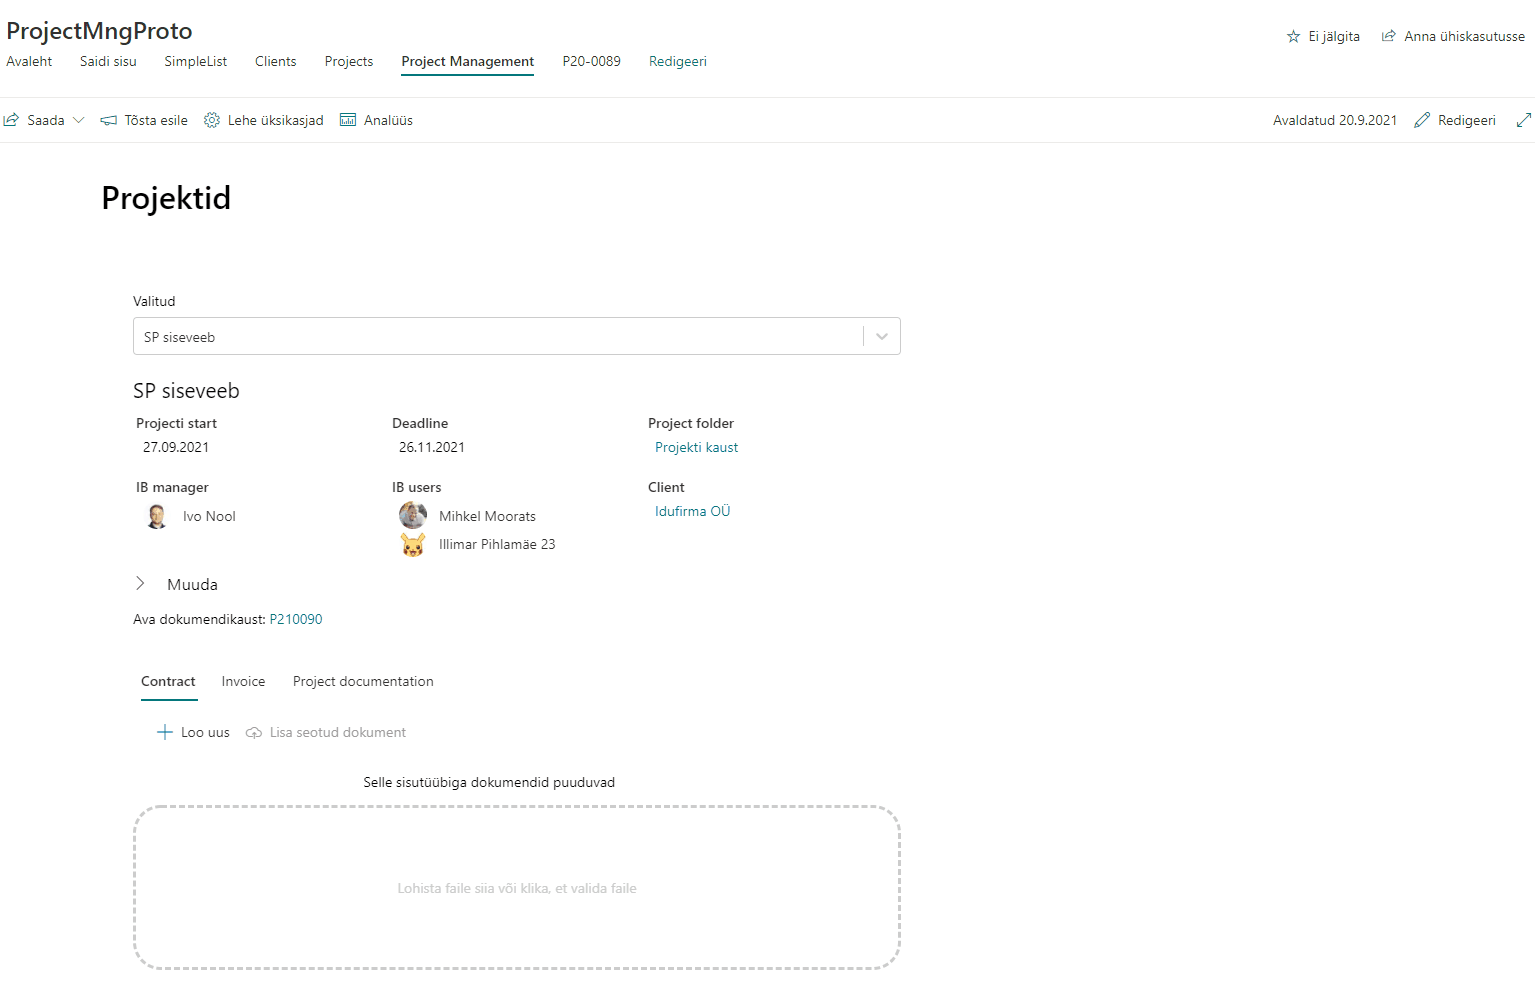 ProjectMngProto
Ei jälgita Anna ühiskasutusse
Avaleht Saidi sisu SimpleList Clients Projects Project Management P20-0089 Redigeeri
Saada Tõsta esile Lehe üksikasjad Analüüs Avaldatud 20.9.2021 Redigeeri
Projektid
Valitud
SP siseveeb
SP siseveeb
Projecti start Deadline Project folder
27.09.2021 26.11.2021 Projekti kaust
IB manager IB users Client
Ivo Nool Mihkel Moorats Idufirma OÜ
Illimar Pihlamäe 23
Muuda
Ava dokumendikaust: P210090
Contract Invoice Project documentation
Loo uus Lisa seotud dokument
Selle sisutüübiga dokumendid puuduvad
Lohista faile siia või klika, et valida faile